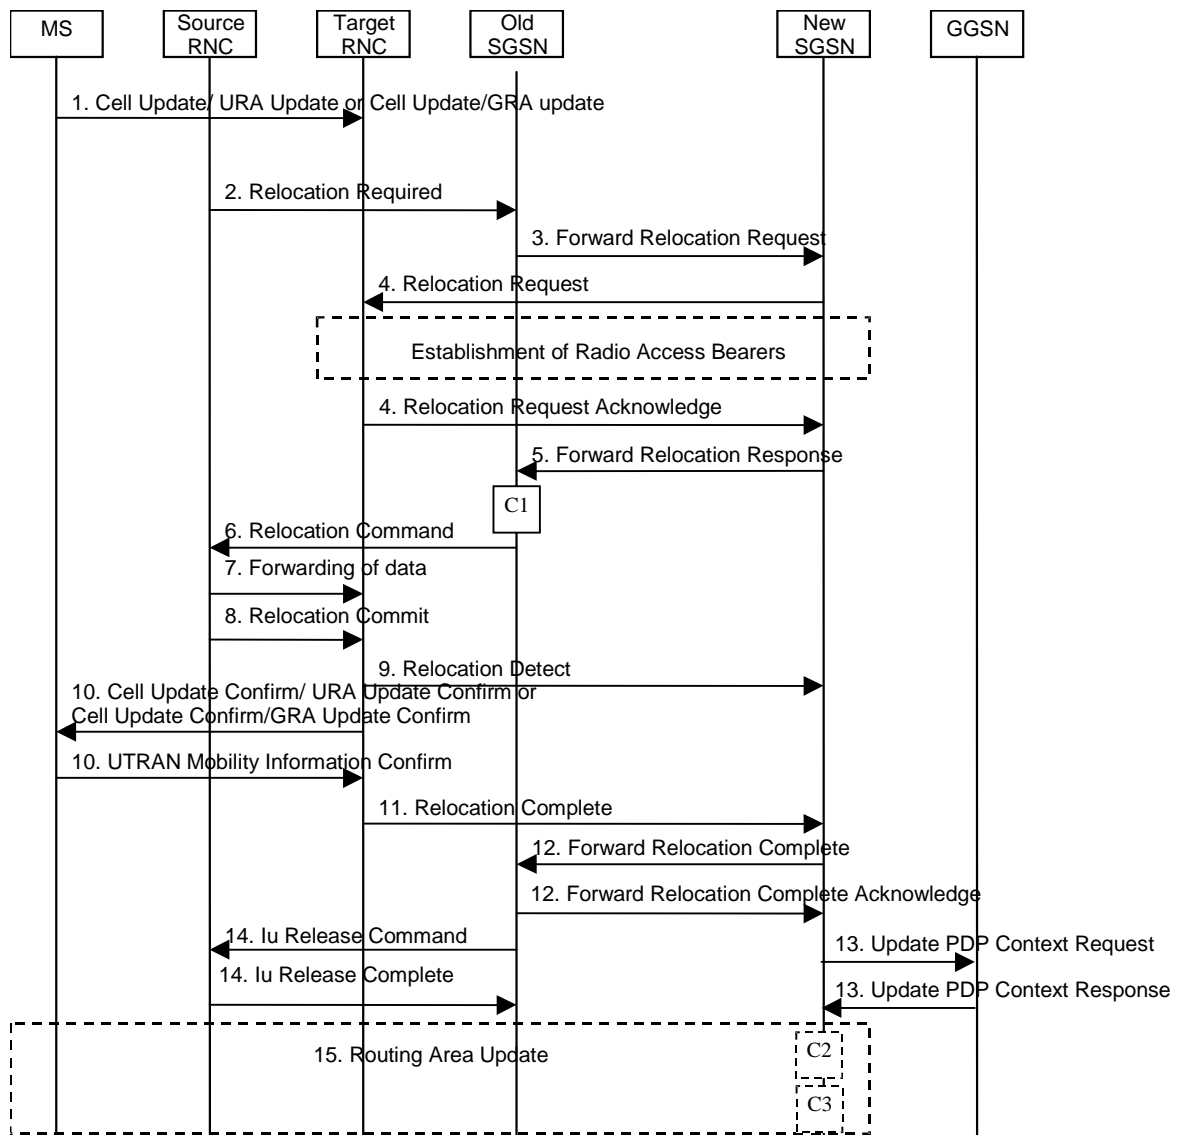 MS
Source
RNC
Target
RNC
Old
SGSN
New
SGSN
GGSN
1. Cell Update/ URA Update or Cell Update/GRA update
2. Relocation Required
3. Forward Relocation Request
4. Relocation Request
Establishment of Radio Access Bearers
4. Relocation Request Acknowledge
5. Forward Relocation Response
C1
6. Relocation Command
7. Forwarding of data
8. Relocation Commit
9. Relocation Detect
10. Cell Update Confirm/ URA Update Confirm or
Cell Update Confirm/GRA Update Confirm
10. UTRAN Mobility Information Confirm
11. Relocation Complete
12. Forward Relocation Complete
12. Forward Relocation Complete Acknowledge
14. Iu Release Command
13. Update PDP Context Request
14. Iu Release Complete
13. Update PDP Context Response
15. Routing Area Update
C2
C3